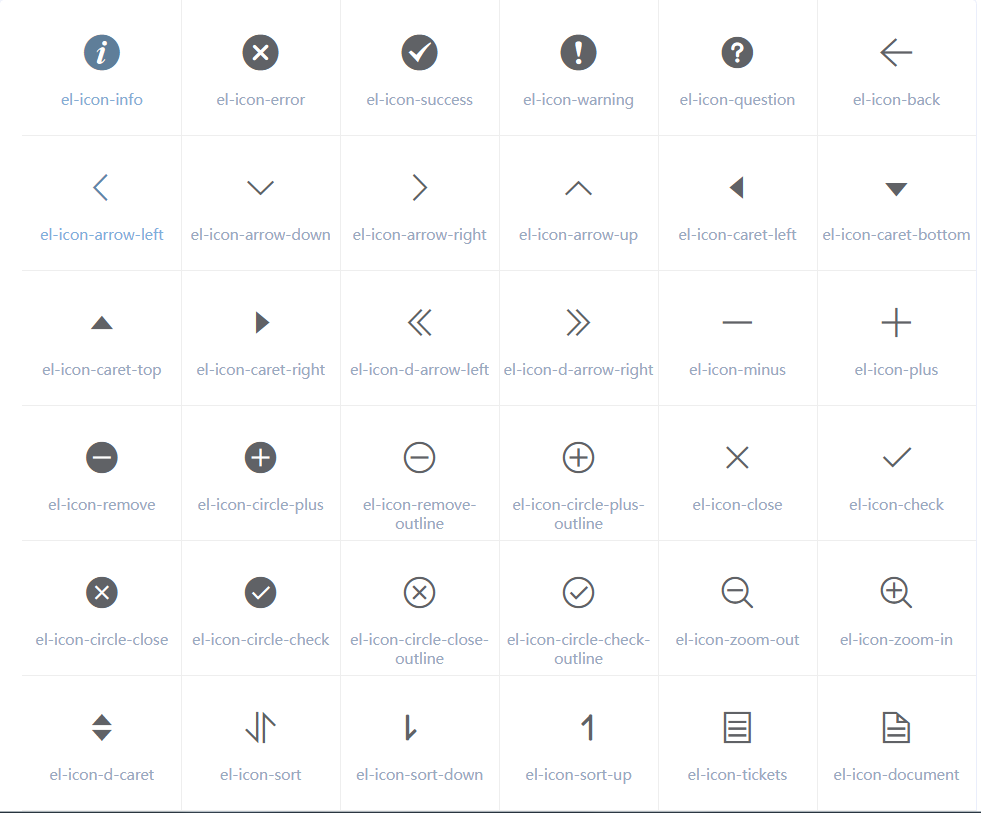 el-icon-info
el-icon-error
el-icon-success
el-icon-warning
el-icon-question
el-icon-back
el-icon-arrow-left
el-icon-arrow-down
el-icon-arrow-right
el-icon-arrow-up
el-icon-caret-left
el-icon-caret-bottom
el-icon-caret-top
el-icon-caret-right
el-icon-d-arrow-left
el-icon-d-arrow-right
el-icon-minus
el-icon-plus
el-icon-remove
el-icon-circle-plus
el-icon-remove-
outline
el-icon-circle-plus-
outline
el-icon-close
el-icon-check
el-icon-circle-close
el-icon-circle-check
el-icon-circle-close-
outline
el-icon-circle-check-
outline
el-icon-zoom-out
el-icon-zoom-in
el-icon-d-caret
el-icon-sort
el-icon-sort-down
el-icon-sort-up
el-icon-tickets
el-icon-document